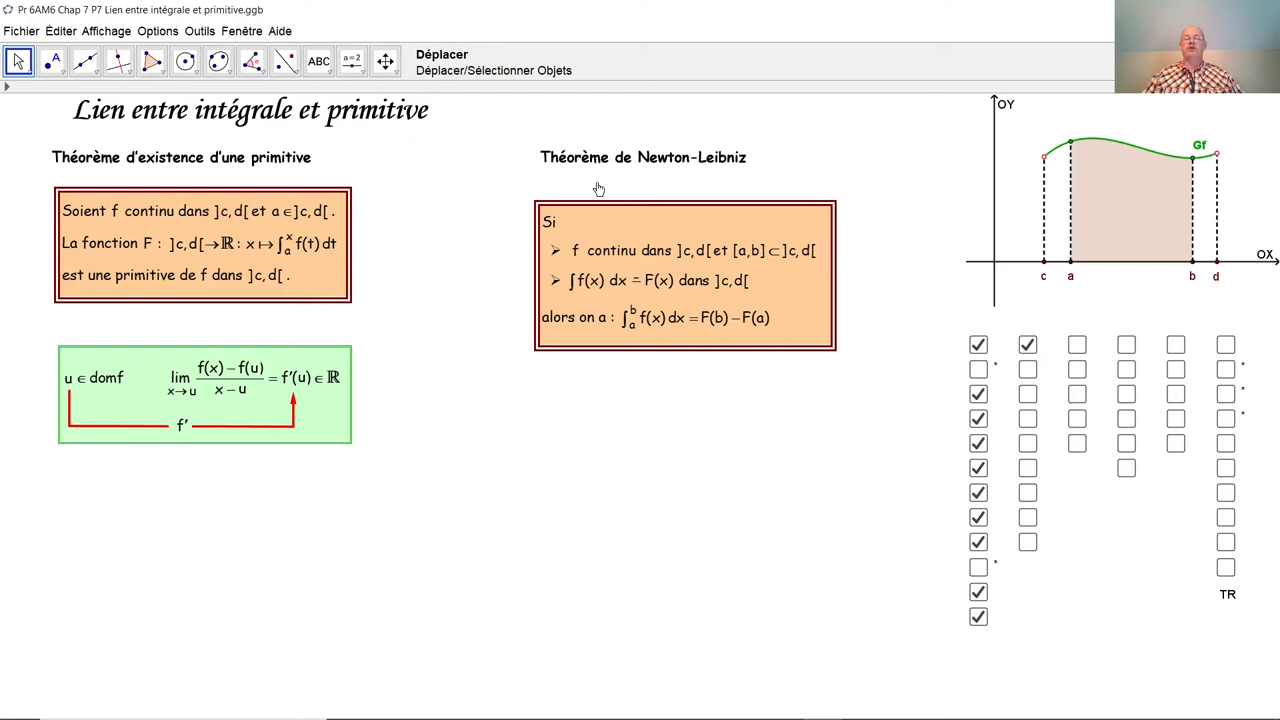 Pr 6AM6 Chap 7 P7 Lien entre intégrale et primitive.ggb
Fichier Éditer Affichage Options Outils Fenêtre Aide
A
ABC
a=2
Déplacer
Déplacer/Sélectionner Objets
Lien entre intégrale et primitive
Théorème d'existence d'une primitive
Soient f continu dans ]c,d[ et a ∈ ]c,d[ .
La fonction F : ]c,d[→ℝ : x ↦ ∫ₐˣ f(t) dt
est une primitive de f dans ]c,d[ .
u ∈ domf lim x→u f(x) − f(u) / x − u = f'(u) ∈ ℝ
f'
Théorème de Newton-Leibniz
Si
➢ f continu dans ]c,d[ et [a,b] ⊂ ]c,d[
➢ ∫f(x) dx = F(x) dans ]c,d[
alors on a : ∫ₐᵇ f(x) dx = F(b) − F(a)
OY
Gf
OX
c a b d
*
*
*
*
*
TR